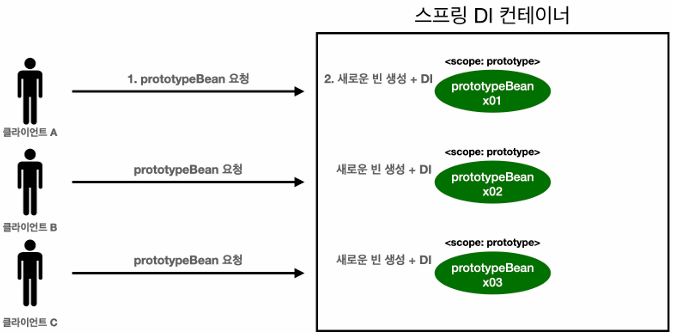 스프링 DI 컨테이너
<scope: prototype>
1. prototypeBean 요청
2. 새로운 빈 생성 + DI
prototypeBean
x01
클라이언트 A
<scope: prototype>
prototypeBean 요청
새로운 빈 생성 + DI
prototypeBean
x02
클라이언트 B
<scope: prototype>
prototypeBean 요청
새로운 빈 생성 + DI
prototypeBean
x03
클라이언트 C